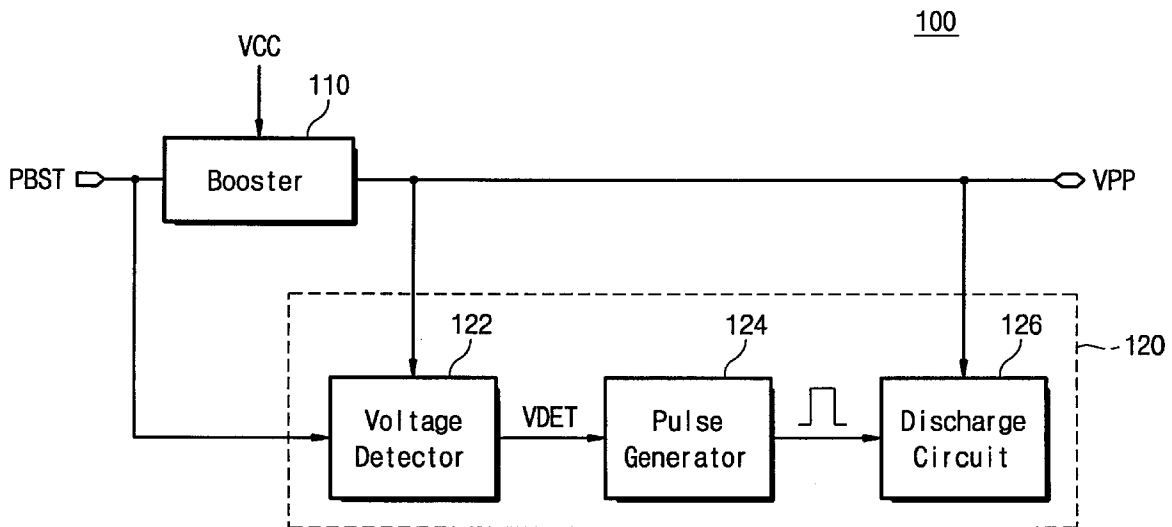 100
VCC
110
PBST
Booster
VPP
122
124
126
120
Voltage
Detector
VDET
Pulse
Generator
Discharge
Circuit